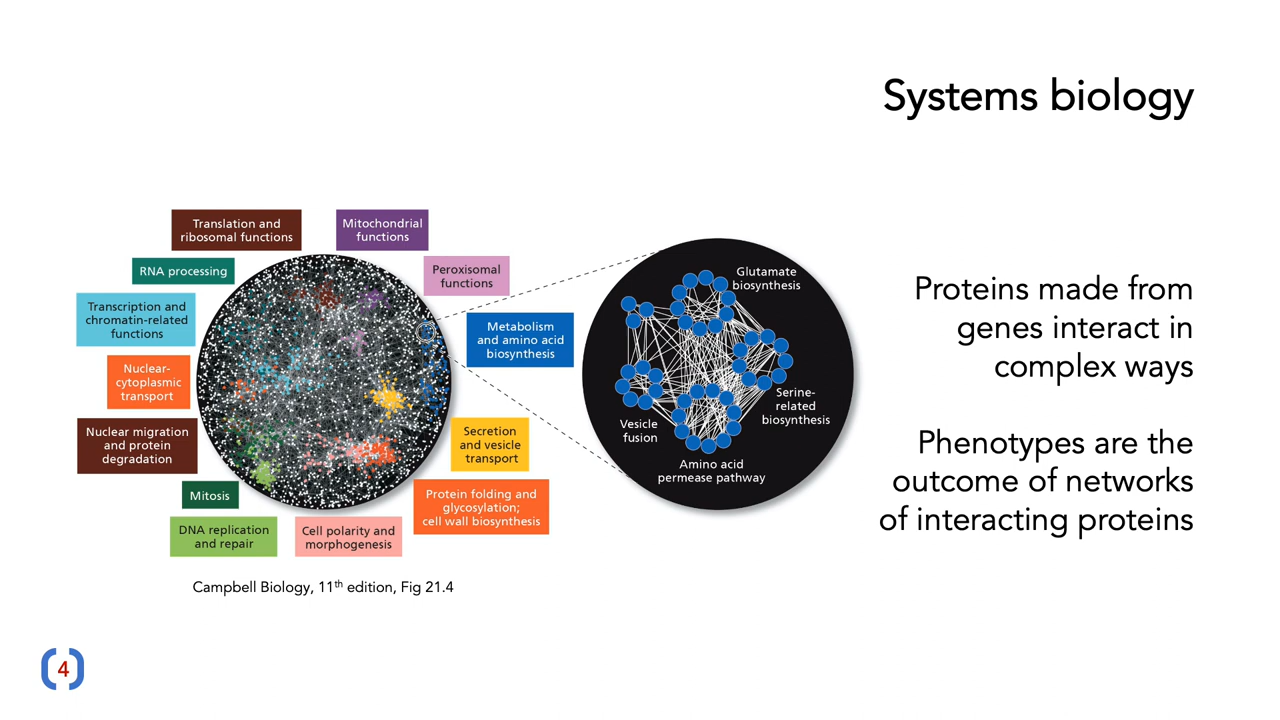 Systems biology
Translation and
ribosomal functions
Mitochondrial
functions
RNA processing
Peroxisomal
functions
Transcription and
chromatin-related
functions
Metabolism
and amino acid
biosynthesis
Nuclear-
cytoplasmic
transport
Nuclear migration
and protein
degradation
Secretion
and vesicle
transport
Mitosis
Protein folding and
glycosylation;
cell wall biosynthesis
DNA replication
and repair
Cell polarity and
morphogenesis
Glutamate
biosynthesis
Serine-
related
biosynthesis
Vesicle
fusion
Amino acid
permease pathway
Campbell Biology, 11th edition, Fig 21.4
Proteins made from
genes interact in
complex ways
Phenotypes are the
outcome of networks
of interacting proteins
4